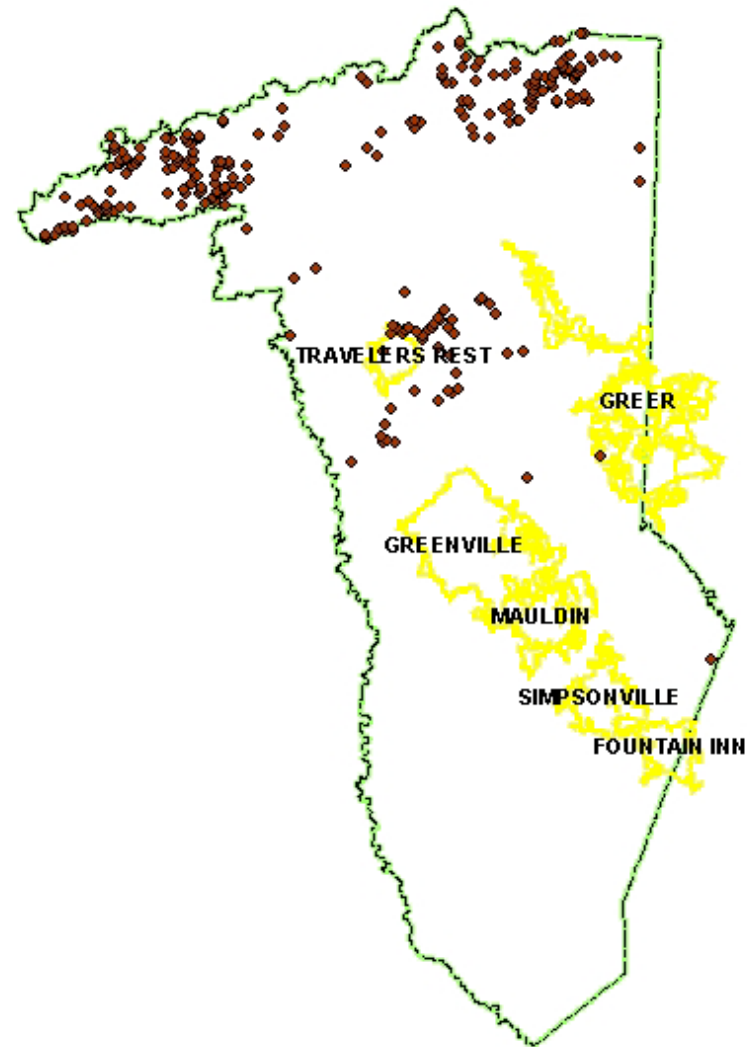 TRAVELERS REST
GREER
GREENVILLE
MAULDIN
SIMPSONVILLE
FOUNTAIN INN